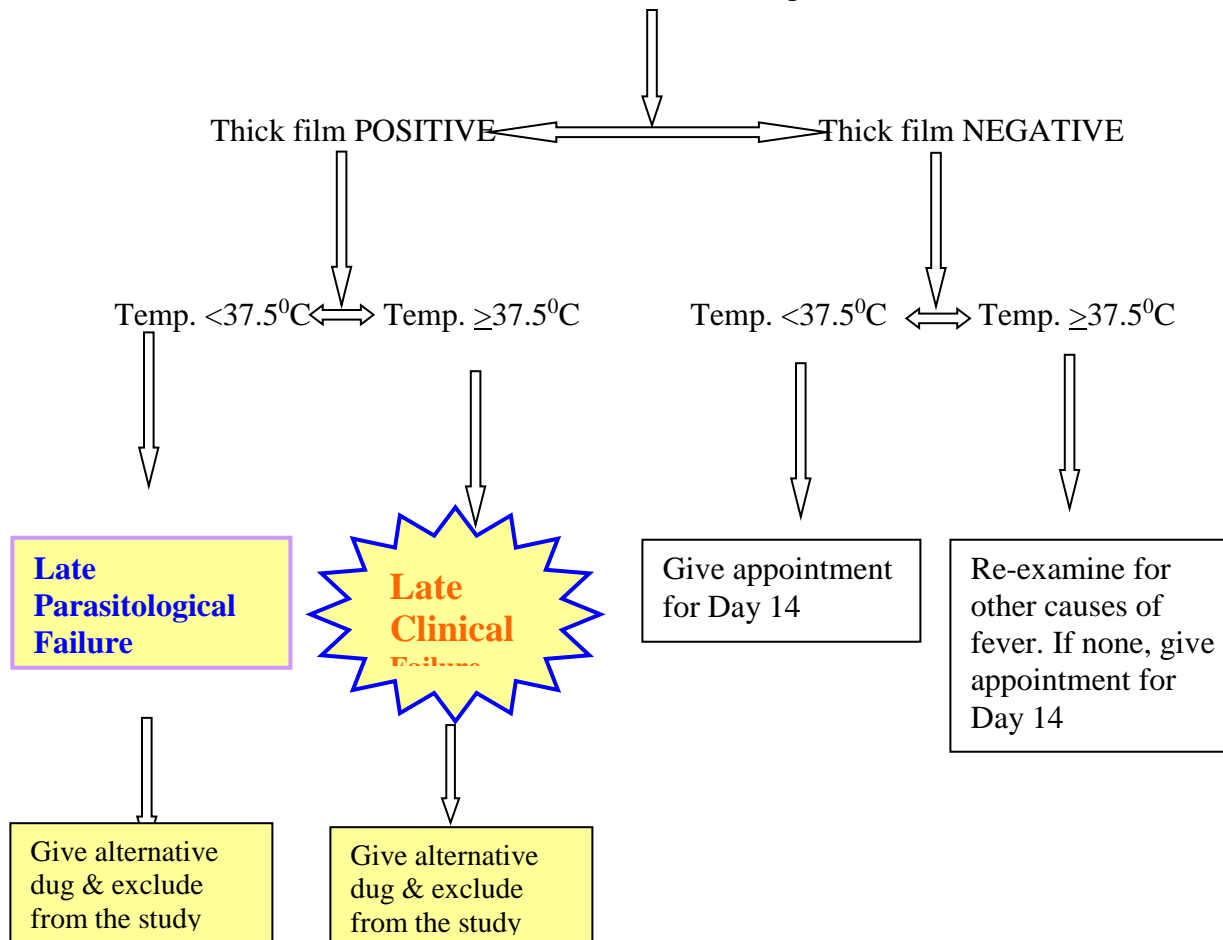 Thick film POSITIVE
Thick film NEGATIVE
Temp. <37.5⁰C
Temp. ≥37.5⁰C
Temp. <37.5⁰C
Temp. ≥37.5⁰C
Late
Parasitological
Failure
Late
Clinical
Failure
Give appointment
for Day 14
Re-examine for
other causes of
fever. If none, give
appointment for
Day 14
Give alternative
dug & exclude
from the study
Give alternative
dug & exclude
from the study